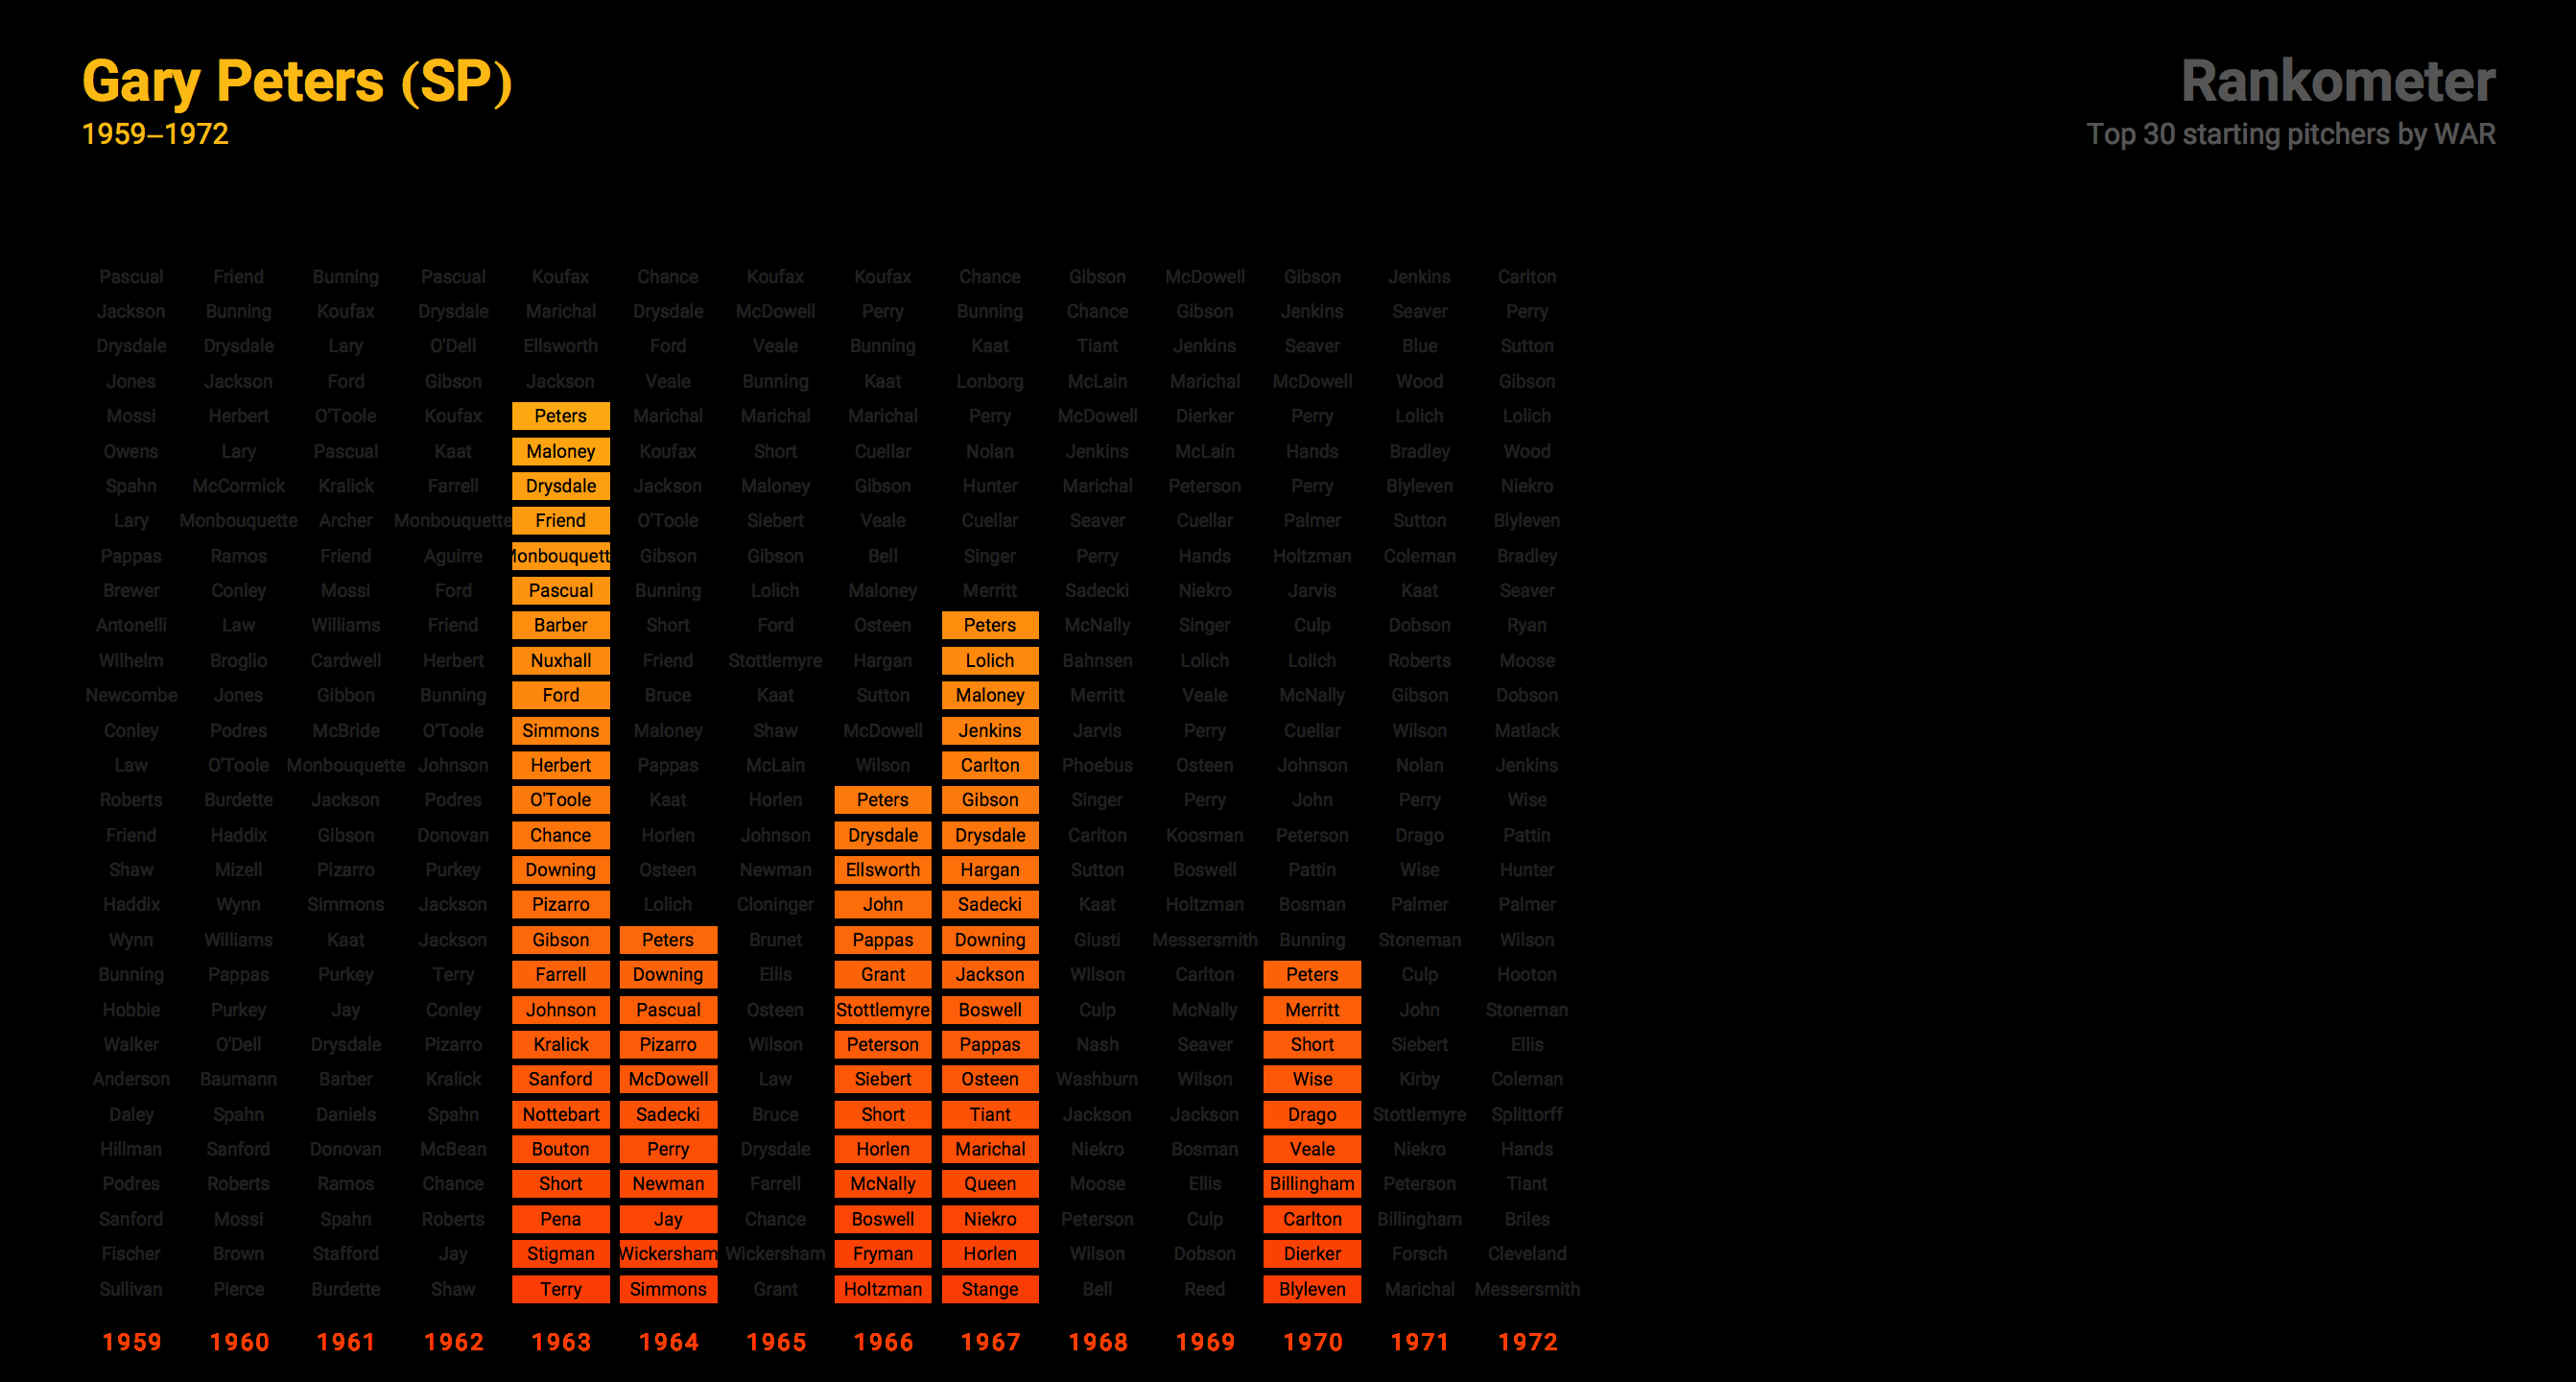 Gary Peters (SP)
1959–1972
Rankometer
Top 30 starting pitchers by WAR
Pascual Friend Bunning Pascual Koufax Chance Koufax Koufax Chance Gibson McDowell Gibson Jenkins Carlton
Jackson Bunning Koufax Drysdale Marichal Drysdale McDowell Perry Bunning Chance Gibson Jenkins Seaver Perry
Drysdale Drysdale Lary O'Dell Ellsworth Ford Veale Bunning Kaat Tiant Jenkins Seaver Blue Sutton
Jones Jackson Ford Gibson Jackson Veale Bunning Kaat Lonborg McLain Marichal McDowell Wood Gibson
Mossi Herbert O'Toole Koufax Peters Marichal Marichal Marichal Perry McDowell Dierker Perry Lolich Lolich
Owens Lary Pascual Kaat Maloney Koufax Short Cuellar Nolan Jenkins McLain Hands Bradley Wood
Spahn McCormick Kralick Farrell Drysdale Jackson Maloney Gibson Hunter Marichal Peterson Perry Blyleven Niekro
Lary Monbouquette Archer Monbouquette Friend O'Toole Siebert Veale Cuellar Seaver Cuellar Palmer Sutton Blyleven
Pappas Ramos Friend Aguirre Monbouquett Gibson Gibson Bell Singer Perry Hands Holtzman Coleman Bradley
Brewer Conley Mossi Ford Pascual Bunning Lolich Maloney Merritt Sadecki Niekro Jarvis Kaat Seaver
Antonelli Law Williams Friend Barber Short Ford Osteen Peters McNally Singer Culp Dobson Ryan
Wilhelm Broglio Cardwell Herbert Nuxhall Friend Stottlemyre Hargan Lolich Bahnsen Lolich Lolich Roberts Moose
Newcombe Jones Gibbon Bunning Ford Bruce Kaat Sutton Maloney Merritt Veale McNally Gibson Dobson
Conley Podres McBride O'Toole Simmons Maloney Shaw McDowell Jenkins Jarvis Perry Cuellar Wilson Matlack
Law O'Toole Monbouquette Johnson Herbert Pappas McLain Wilson Carlton Phoebus Osteen Johnson Nolan Jenkins
Roberts Burdette Jackson Podres O'Toole Kaat Horlen Peters Gibson Singer Perry John Perry Wise
Friend Haddix Gibson Donovan Chance Horlen Johnson Drysdale Drysdale Carlton Koosman Peterson Drago Pattin
Shaw Mizell Pizarro Purkey Downing Osteen Newman Ellsworth Hargan Sutton Boswell Pattin Wise Hunter
Haddix Wynn Simmons Jackson Pizarro Lolich Cloninger John Sadecki Kaat Holtzman Bosman Palmer Palmer
Wynn Williams Kaat Jackson Gibson Peters Brunet Pappas Downing Giusti Messersmith Bunning Stoneman Wilson
Bunning Pappas Purkey Terry Farrell Downing Ellis Grant Jackson Wilson Carlton Peters Culp Hooton
Hobbie Purkey Jay Conley Johnson Pascual Osteen Stottlemyre Boswell Culp McNally Merritt John Stoneman
Walker O'Dell Drysdale Pizarro Kralick Pizarro Wilson Peterson Pappas Nash Seaver Short Siebert Ellis
Anderson Baumann Barber Kralick Sanford McDowell Law Siebert Osteen Washburn Wilson Wise Kirby Coleman
Daley Spahn Daniels Spahn Nottebart Sadecki Bruce Short Tiant Jackson Jackson Drago Stottlemyre Splittorff
Hillman Sanford Donovan McBean Bouton Perry Drysdale Horlen Marichal Niekro Bosman Veale Niekro Hands
Podres Roberts Ramos Chance Short Newman Farrell McNally Queen Moose Ellis Billingham Peterson Tiant
Sanford Mossi Spahn Roberts Pena Jay Chance Boswell Niekro Peterson Culp Carlton Billingham Briles
Fischer Brown Stafford Jay Stigman Wickersham Wickersham Fryman Horlen Wilson Dobson Dierker Forsch Cleveland
Sullivan Pierce Burdette Shaw Terry Simmons Grant Holtzman Stange Bell Reed Blyleven Marichal Messersmith
1959 1960 1961 1962 1963 1964 1965 1966 1967 1968 1969 1970 1971 1972